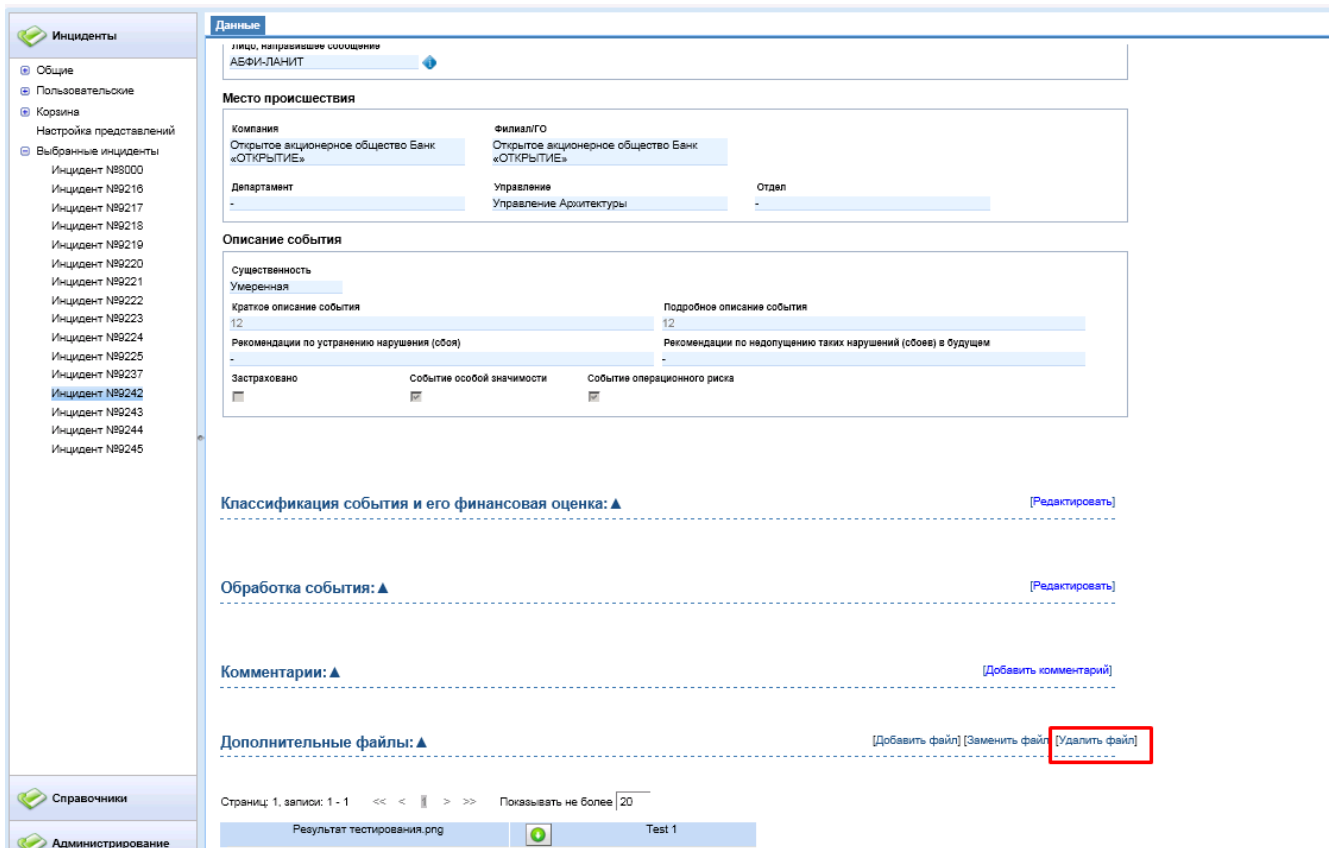 Инциденты
Общие
Пользовательские
Корзина
Настройка представлений
Выбранные инциденты
Инцидент №8000
Инцидент №9216
Инцидент №9217
Инцидент №9218
Инцидент №9219
Инцидент №9220
Инцидент №9221
Инцидент №9222
Инцидент №9223
Инцидент №9224
Инцидент №9225
Инцидент №9237
Инцидент №9242
Инцидент №9243
Инцидент №9244
Инцидент №9245
Справочники
Администрирование
Данные
Лицо, направившее сообщение
АБФИ-ЛАНИТ
Место происшествия
Компания Филиал/ГО
Открытое акционерное общество Банк Открытое акционерное общество Банк
«ОТКРЫТИЕ» «ОТКРЫТИЕ»
Департамент Управление Отдел
- Управление Архитектуры -
Описание события
Существенность
Умеренная
Краткое описание события Подробное описание события
12 12
Рекомендации по устранению нарушения (сбоя) Рекомендации по недопущению таких нарушений (сбоев) в будущем
- -
Застраховано Событие особой значимости Событие операционного риска
Классификация события и его финансовая оценка:▲ [Редактировать]
Обработка события:▲ [Редактировать]
Комментарии:▲ [Добавить комментарий]
Дополнительные файлы:▲ [Добавить файл] [Заменить файл [Удалить файл]
Страниц: 1, записи: 1 - 1 << < 1 > >> Показывать не более 20
Результат тестирования.png Test 1